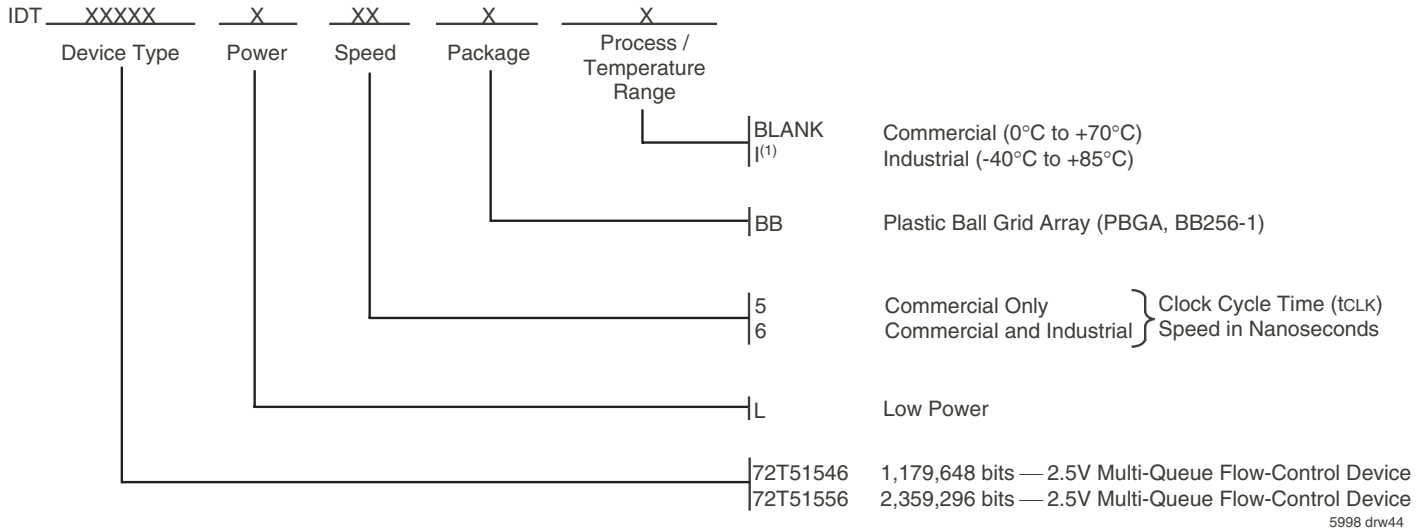 IDT XXXXX X XX X X
Device Type Power Speed Package Process /
Temperature
Range
BLANK Commercial (0°C to +70°C)
I(1) Industrial (-40°C to +85°C)
BB Plastic Ball Grid Array (PBGA, BB256-1)
5 Commercial Only Clock Cycle Time (tCLK)
6 Commercial and Industrial Speed in Nanoseconds
L Low Power
72T51546 1,179,648 bits — 2.5V Multi-Queue Flow-Control Device
72T51556 2,359,296 bits — 2.5V Multi-Queue Flow-Control Device
5998 drw44